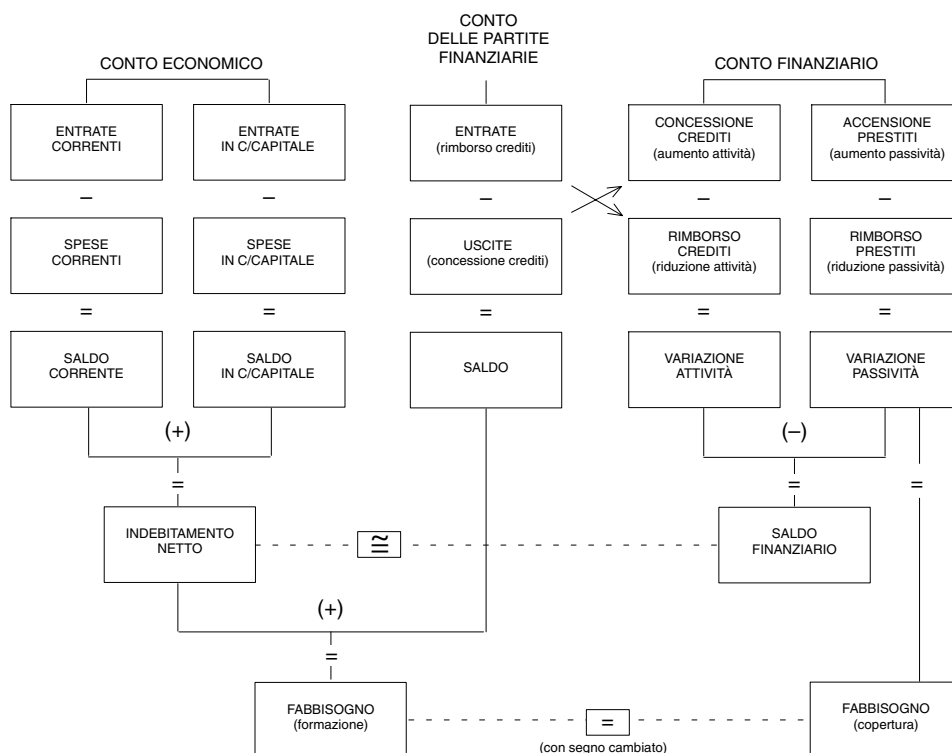 CONTO
DELLE PARTITE
FINANZIARIE
CONTO ECONOMICO
CONTO FINANZIARIO
ENTRATE
CORRENTI
ENTRATE
IN C/CAPITALE
ENTRATE
(rimborso crediti)
CONCESSIONE
CREDITI
(aumento attività)
ACCENSIONE
PRESTITI
(aumento passività)
– – – – –
SPESE
CORRENTI
SPESE
IN C/CAPITALE
USCITE
(concessione crediti)
RIMBORSO
CREDITI
(riduzione attività)
RIMBORSO
PRESTITI
(riduzione passività)
= = = = =
SALDO
CORRENTE
SALDO
IN C/CAPITALE
SALDO
VARIAZIONE
ATTIVITÀ
VARIAZIONE
PASSIVITÀ
(+) (–)
= = =
INDEBITAMENTO
NETTO
≅
SALDO
FINANZIARIO
(+)
=
FABBISOGNO
(formazione)
=
(con segno cambiato)
FABBISOGNO
(copertura)